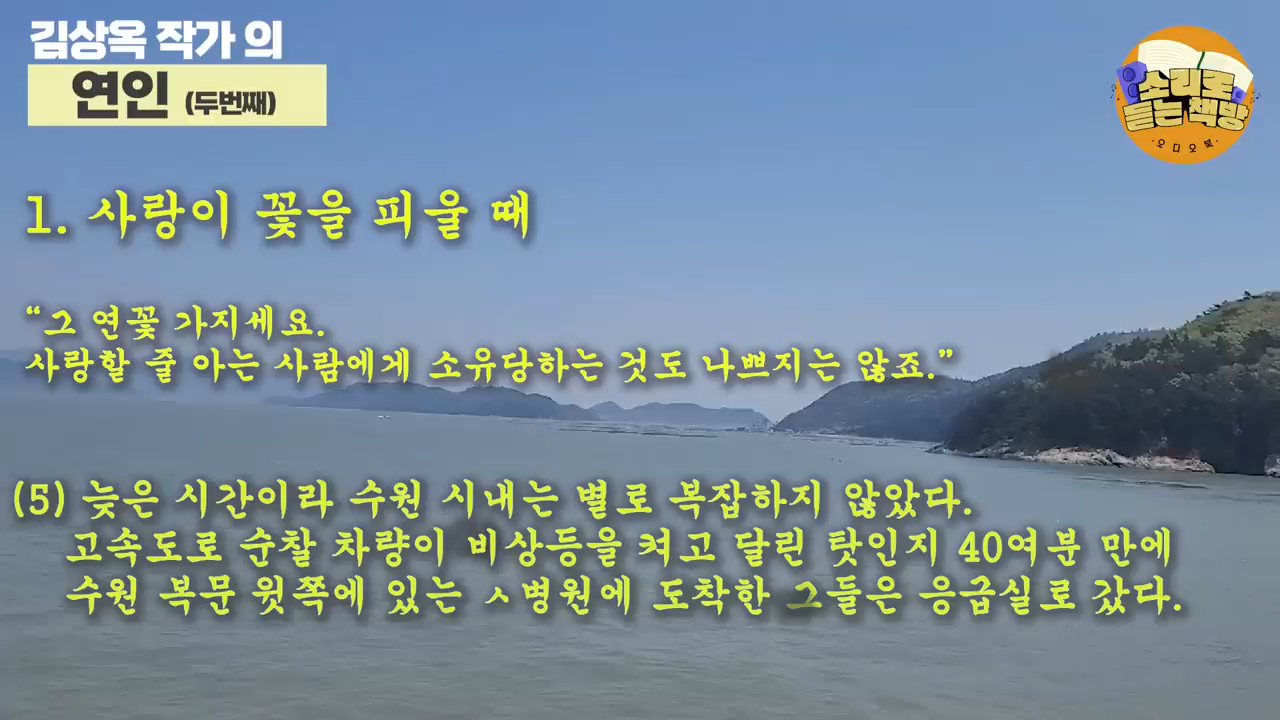 김상옥 작가 의
연인 (두번째)
소리로
듣는 책방
·오디오북·
1. 사랑이 꽃을 피울 때
“그 연꽃 가지세요.
사랑할 줄 아는 사람에게 소유당하는 것도 나쁘지는 않죠.”
(5) 늦은 시간이라 수원 시내는 별로 복잡하지 않았다.
고속도로 순찰 차량이 비상등을 켜고 달린 탓인지 40여분 만에
수원 북문 윗쪽에 있는 ㅅ병원에 도착한 그들은 응급실로 갔다.